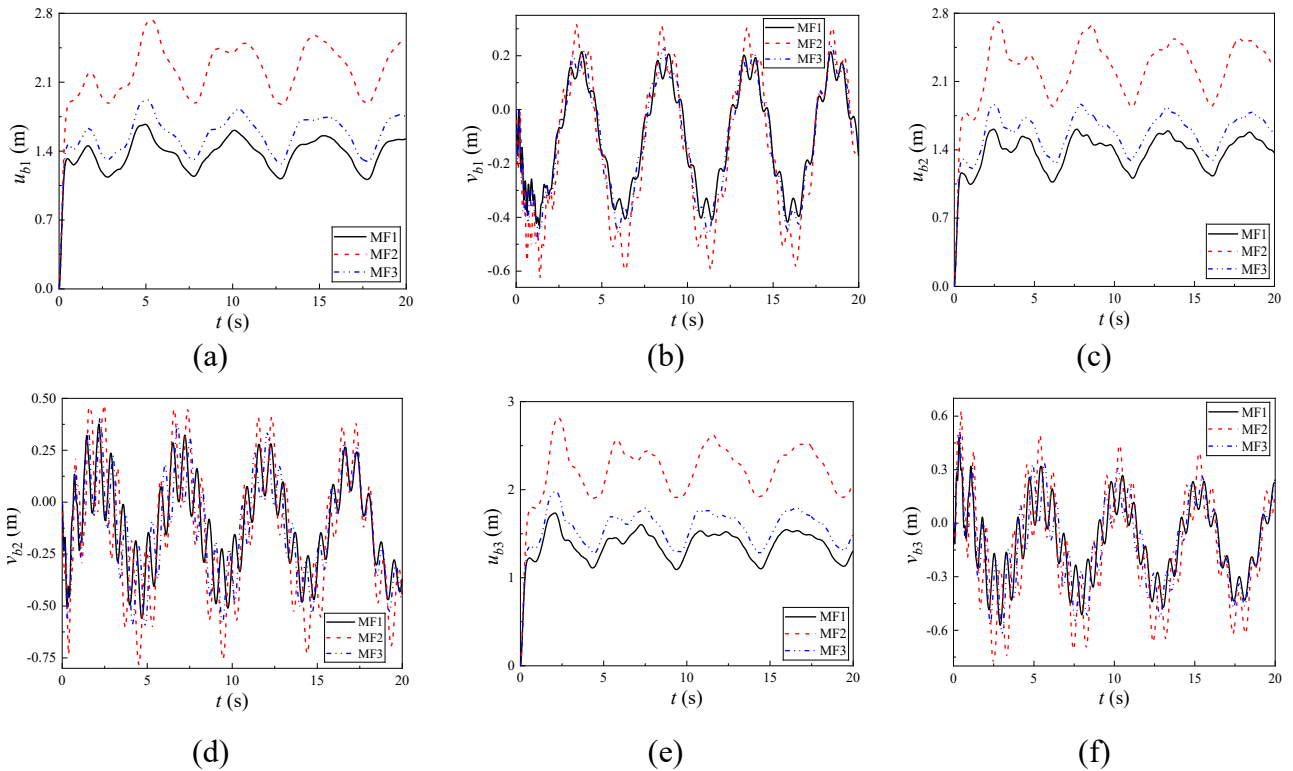 2.8
2.1
1.4
0.7
0.0
u_b1 (m)
0 5 10 15 20
t (s)
MF1
MF2
MF3
(a)
0.2
0.0
-0.2
-0.4
-0.6
v_b1 (m)
0 5 10 15 20
t (s)
MF1
MF2
MF3
(b)
2.8
2.1
1.4
0.7
0.0
u_b2 (m)
0 5 10 15 20
t (s)
MF1
MF2
MF3
(c)
0.50
0.25
0.00
-0.25
-0.50
-0.75
v_b2 (m)
0 5 10 15 20
t (s)
MF1
MF2
MF3
(d)
3
2
1
0
u_b3 (m)
0 5 10 15 20
t (s)
MF1
MF2
MF3
(e)
0.6
0.3
0.0
-0.3
-0.6
v_b3 (m)
0 5 10 15 20
t (s)
MF1
MF2
MF3
(f)